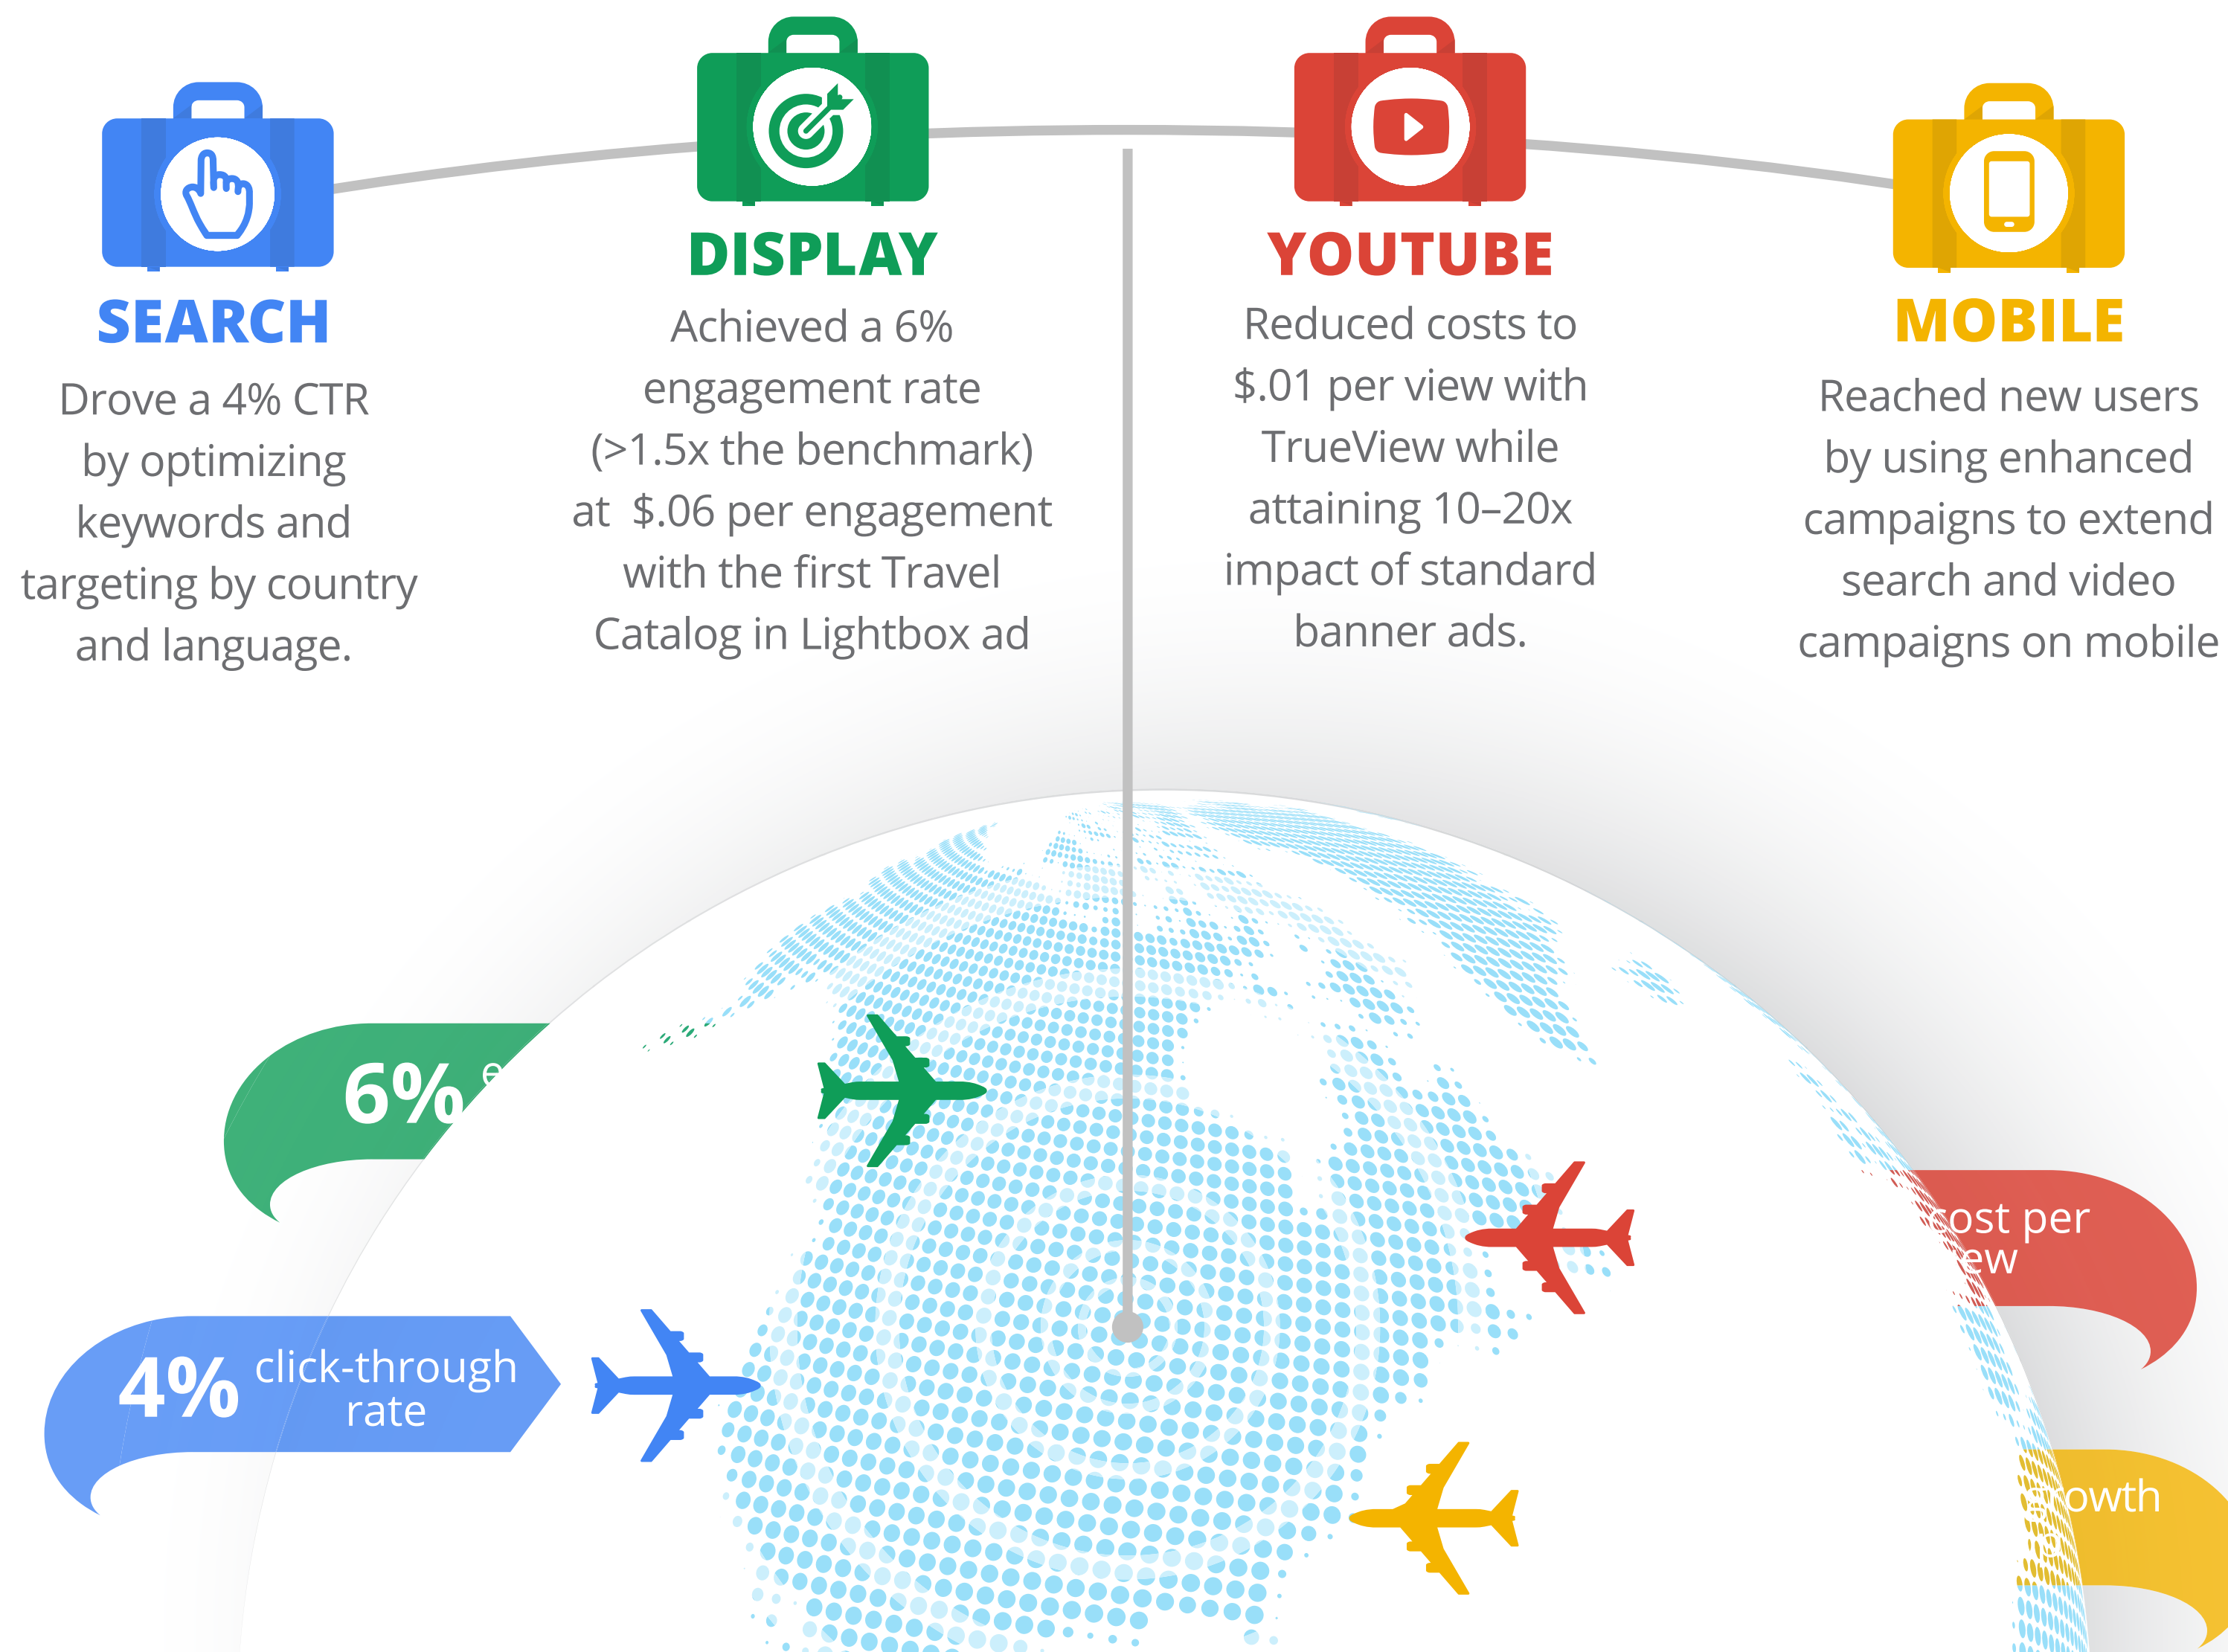 SEARCH
Drove a 4% CTR
by optimizing
keywords and
targeting by country
and language.
DISPLAY
Achieved a 6%
engagement rate
(>1.5x the benchmark)
at  $.06 per engagement
with the first Travel
Catalog in Lightbox ad
YOUTUBE
Reduced costs to
$.01 per view with
TrueView while
attaining 10–20x
impact of standard
banner ads.
MOBILE
Reached new users
by using enhanced
campaigns to extend
search and video
campaigns on mobile
6%
4% click-through
rate
cost per